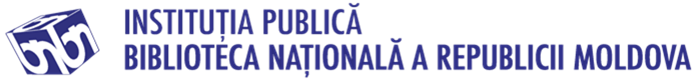 INSTITUȚIA PUBLICĂ
BIBLIOTECA NAȚIONALĂ A REPUBLICII MOLDOVA